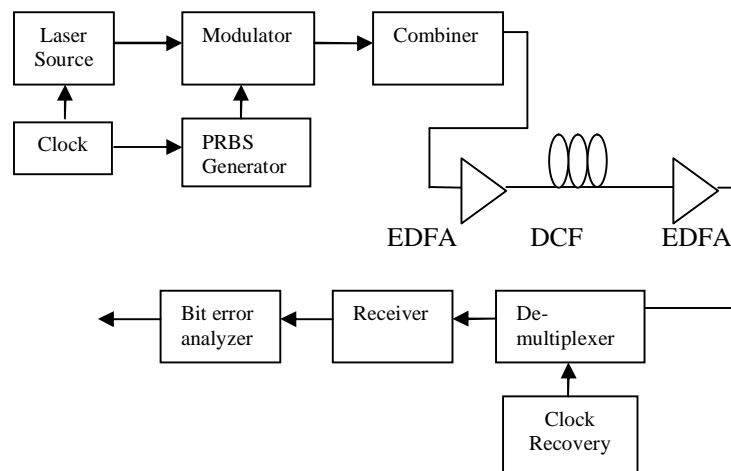 Laser
Source
Modulator
Combiner
Clock
PRBS
Generator
EDFA
DCF
EDFA
Bit error
analyzer
Receiver
De-
multiplexer
Clock
Recovery